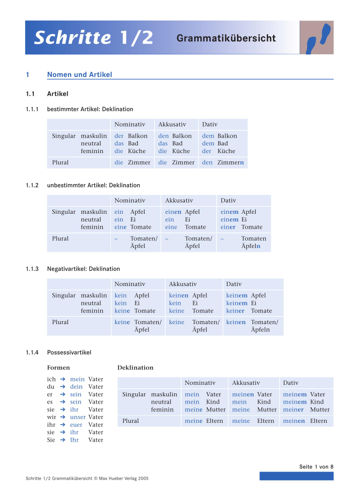 Schritte 1/2 Grammatikübersicht
1 Nomen und Artikel
1.1 Artikel
1.1.1 bestimmter Artikel: Deklination
Nominativ Akkusativ Dativ
Singular maskulin der Balkon den Balkon dem Balkon
neutral das Bad das Bad dem Bad
feminin die Küche die Küche der Küche
Plural die Zimmer die Zimmer den Zimmern
1.1.2 unbestimmter Artikel: Deklination
Nominativ Akkusativ Dativ
Singular maskulin ein Apfel einen Apfel einem Apfel
neutral ein Ei ein Ei einem Ei
feminin eine Tomate eine Tomate einer Tomate
Plural – Tomaten/ – Tomaten/ – Tomaten
Äpfel Äpfel Äpfeln
1.1.3 Negativartikel: Deklination
Nominativ Akkusativ Dativ
Singular maskulin kein Apfel keinen Apfel keinem Apfel
neutral kein Ei kein Ei keinem Ei
feminin keine Tomate keine Tomate keiner Tomate
Plural keine Tomaten/ keine Tomaten/ keinen Tomaten/
Äpfel Äpfel Äpfeln
1.1.4 Possessivartikel
Formen Deklination
ich ➔ mein Vater
du ➔ dein Vater
er ➔ sein Vater
es ➔ sein Vater
sie ➔ ihr Vater
wir ➔ unser Vater
ihr ➔ euer Vater
sie ➔ ihr Vater
Sie ➔ Ihr Vater
Nominativ Akkusativ Dativ
Singular maskulin mein Vater meinen Vater meinem Vater
neutral mein Kind mein Kind meinem Kind
feminin meine Mutter meine Mutter meiner Mutter
Plural meine Eltern meine Eltern meinen Eltern
Seite 1 von 8
Schritte 1/2 Grammatikübersicht © Max Hueber Verlag 2005